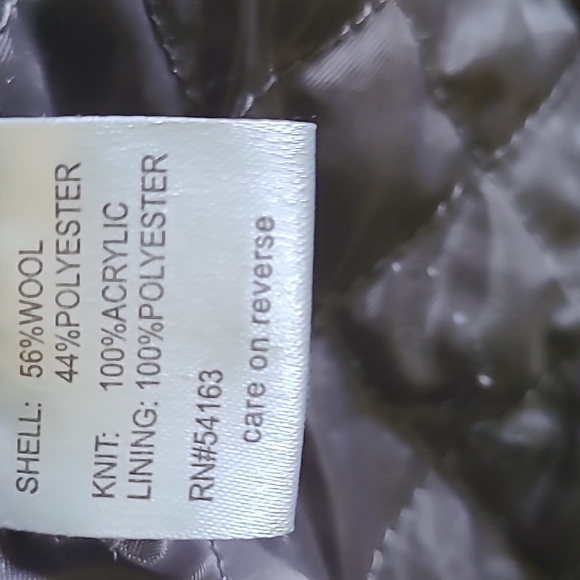 SHELL: 56%WOOL
44%POLYESTER
KNIT: 100%ACRYLIC
LINING: 100%POLYESTER
RN#54163
care on reverse